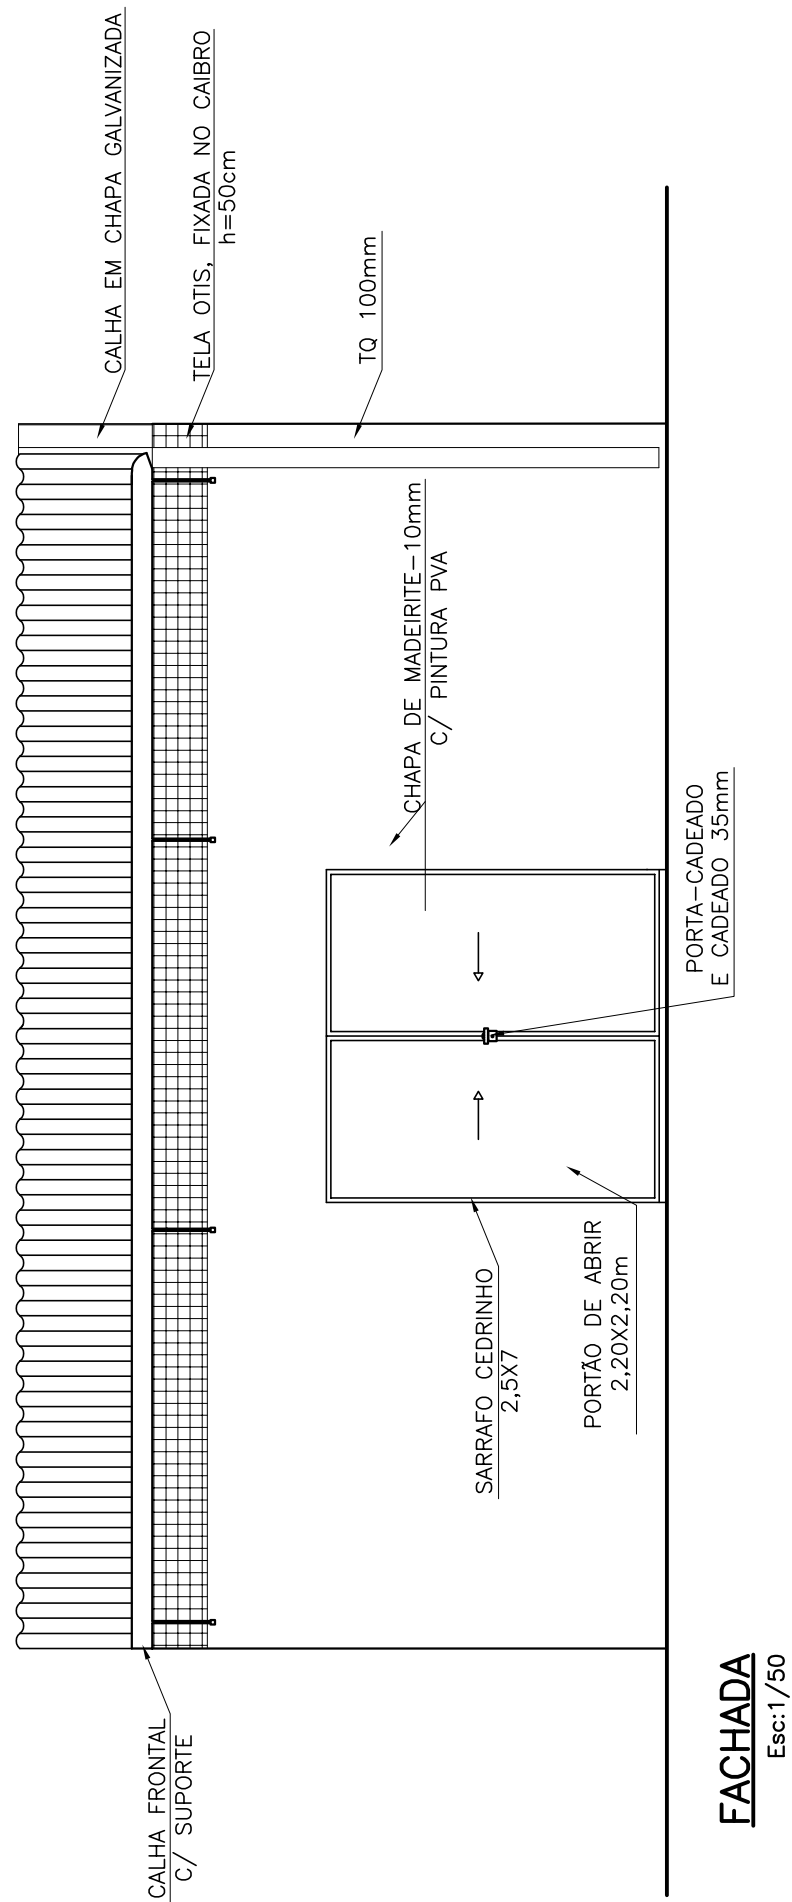 CALHA FRONTAL
C/ SUPORTE
CALHA EM CHAPA GALVANIZADA
TELA OTIS, FIXADA NO CAIBRO
h=50cm
TQ 100mm
CHAPA DE MADEIRITE-10mm
C/ PINTURA PVA
SARRAFO CEDRINHO
2,5X7
PORTÃO DE ABRIR
2,20X2,20m
PORTA-CADEADO
E CADEADO 35mm
FACHADA
Esc:1/50